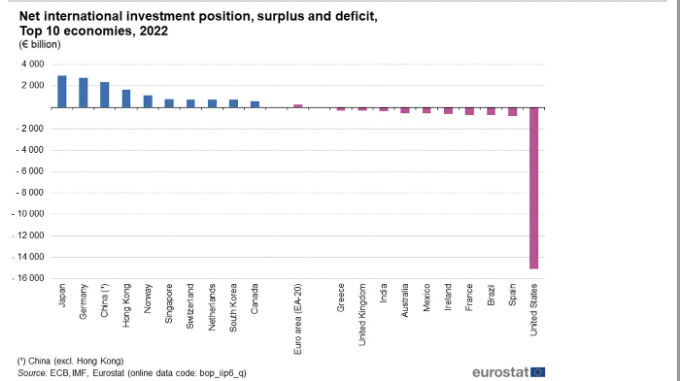 Net international investment position, surplus and deficit,
Top 10 economies, 2022
(€ billion)
4 000
2 000
- 2 000
- 4 000
- 6 000
- 8 000
- 10 000
- 12 000
- 14 000
- 16 000
Japan
Germany
China (¹)
Hong Kong
Norway
Singapore
Switzerland
Netherlands
South Korea
Canada
Euro area (EA-20)
Greece
United Kingdom
India
Australia
Mexico
Ireland
France
Brazil
Spain
United States
(¹) China (excl. Hong Kong)
Source: ECB, IMF, Eurostat (online data code: bop_iip6_q)
eurostat